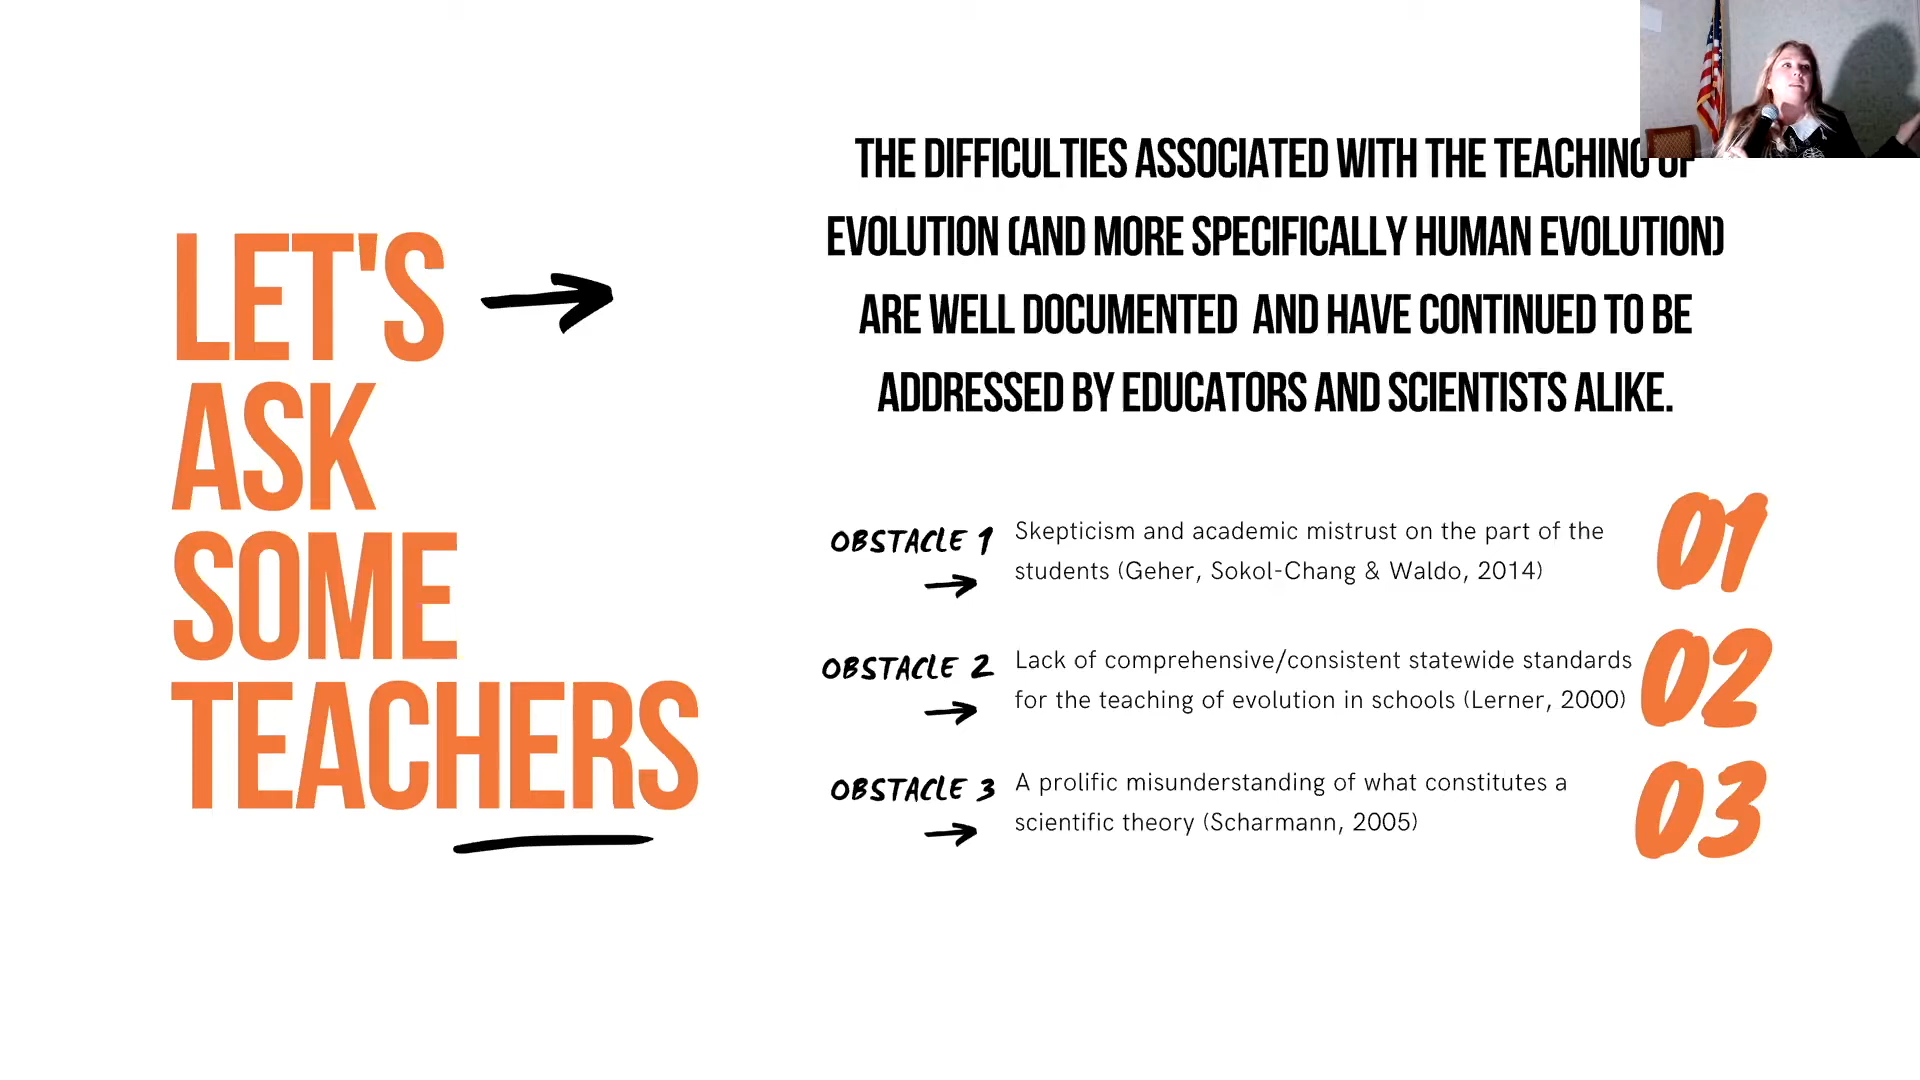 LET'S
ASK
SOME
TEACHERS
THE DIFFICULTIES ASSOCIATED WITH THE TEACHING OF
EVOLUTION (AND MORE SPECIFICALLY HUMAN EVOLUTION)
ARE WELL DOCUMENTED AND HAVE CONTINUED TO BE
ADDRESSED BY EDUCATORS AND SCIENTISTS ALIKE.
OBSTACLE 1 Skepticism and academic mistrust on the part of the 01
students (Geher, Sokol-Chang & Waldo, 2014)
OBSTACLE 2 Lack of comprehensive/consistent statewide standards 02
for the teaching of evolution in schools (Lerner, 2000)
OBSTACLE 3 A prolific misunderstanding of what constitutes a 03
scientific theory (Scharmann, 2005)